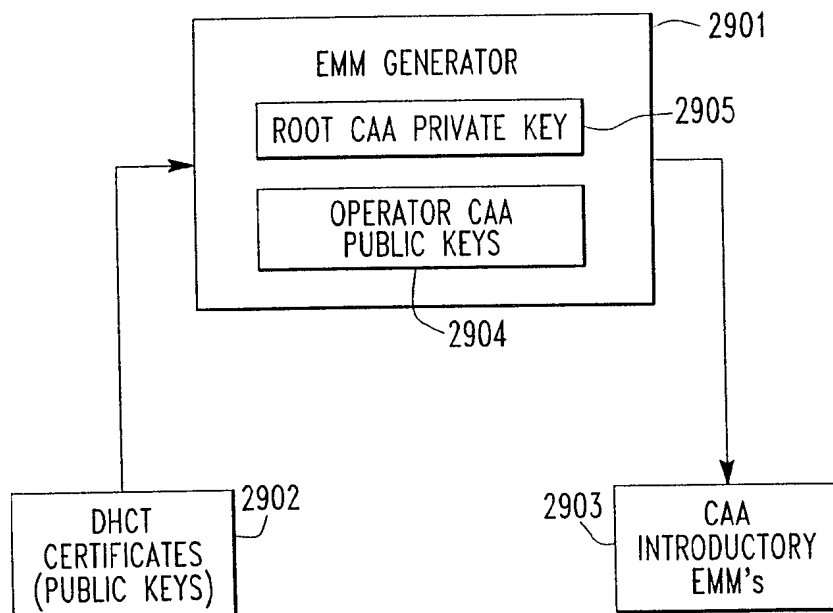 2901
EMM GENERATOR
ROOT CAA PRIVATE KEY
2905
OPERATOR CAA
PUBLIC KEYS
2904
2902
DHCT
CERTIFICATES
(PUBLIC KEYS)
2903
CAA
INTRODUCTORY
EMM's